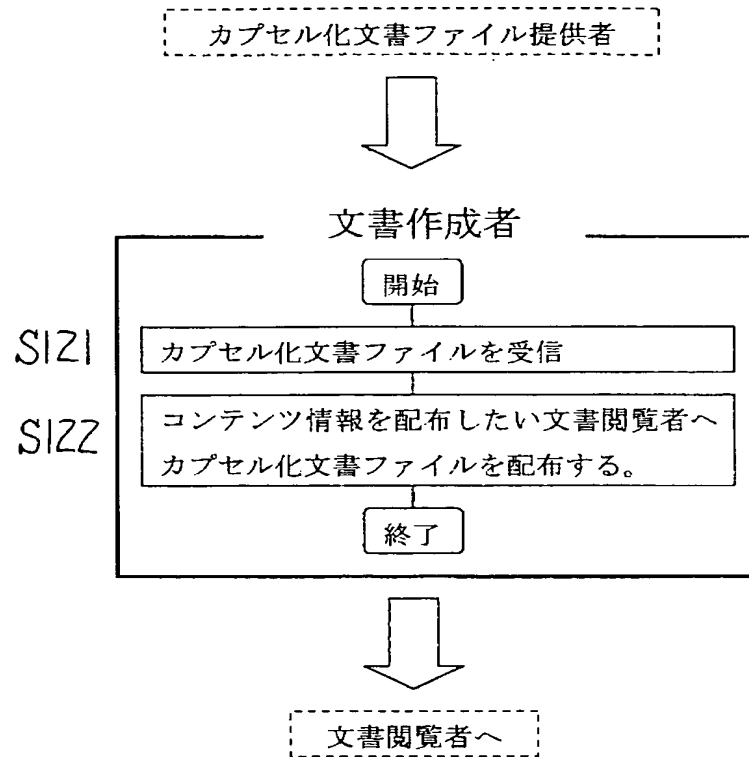 カプセル化文書ファイル提供者
文書作成者
開始
S121
カプセル化文書ファイルを受信
S122
コンテンツ情報を配布したい文書閲覧者へ
カプセル化文書ファイルを配布する。
終了
文書閲覧者へ